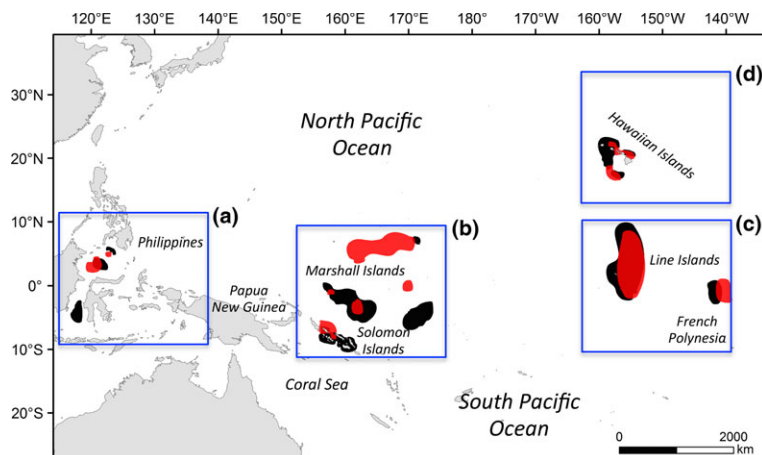 120°E 130°E 140°E 150°E 160°E 170°E 160°W 150°W 140°W
30°N
20°N
10°N
0°
10°S
20°S
(d)
North Pacific
Ocean
Hawaiian Islands
(a)
Philippines
(b)
Marshall Islands
Papua
New Guinea
Solomon
Islands
(c)
Line Islands
French
Polynesia
Coral Sea
South Pacific
Ocean
0 1000 2000
km